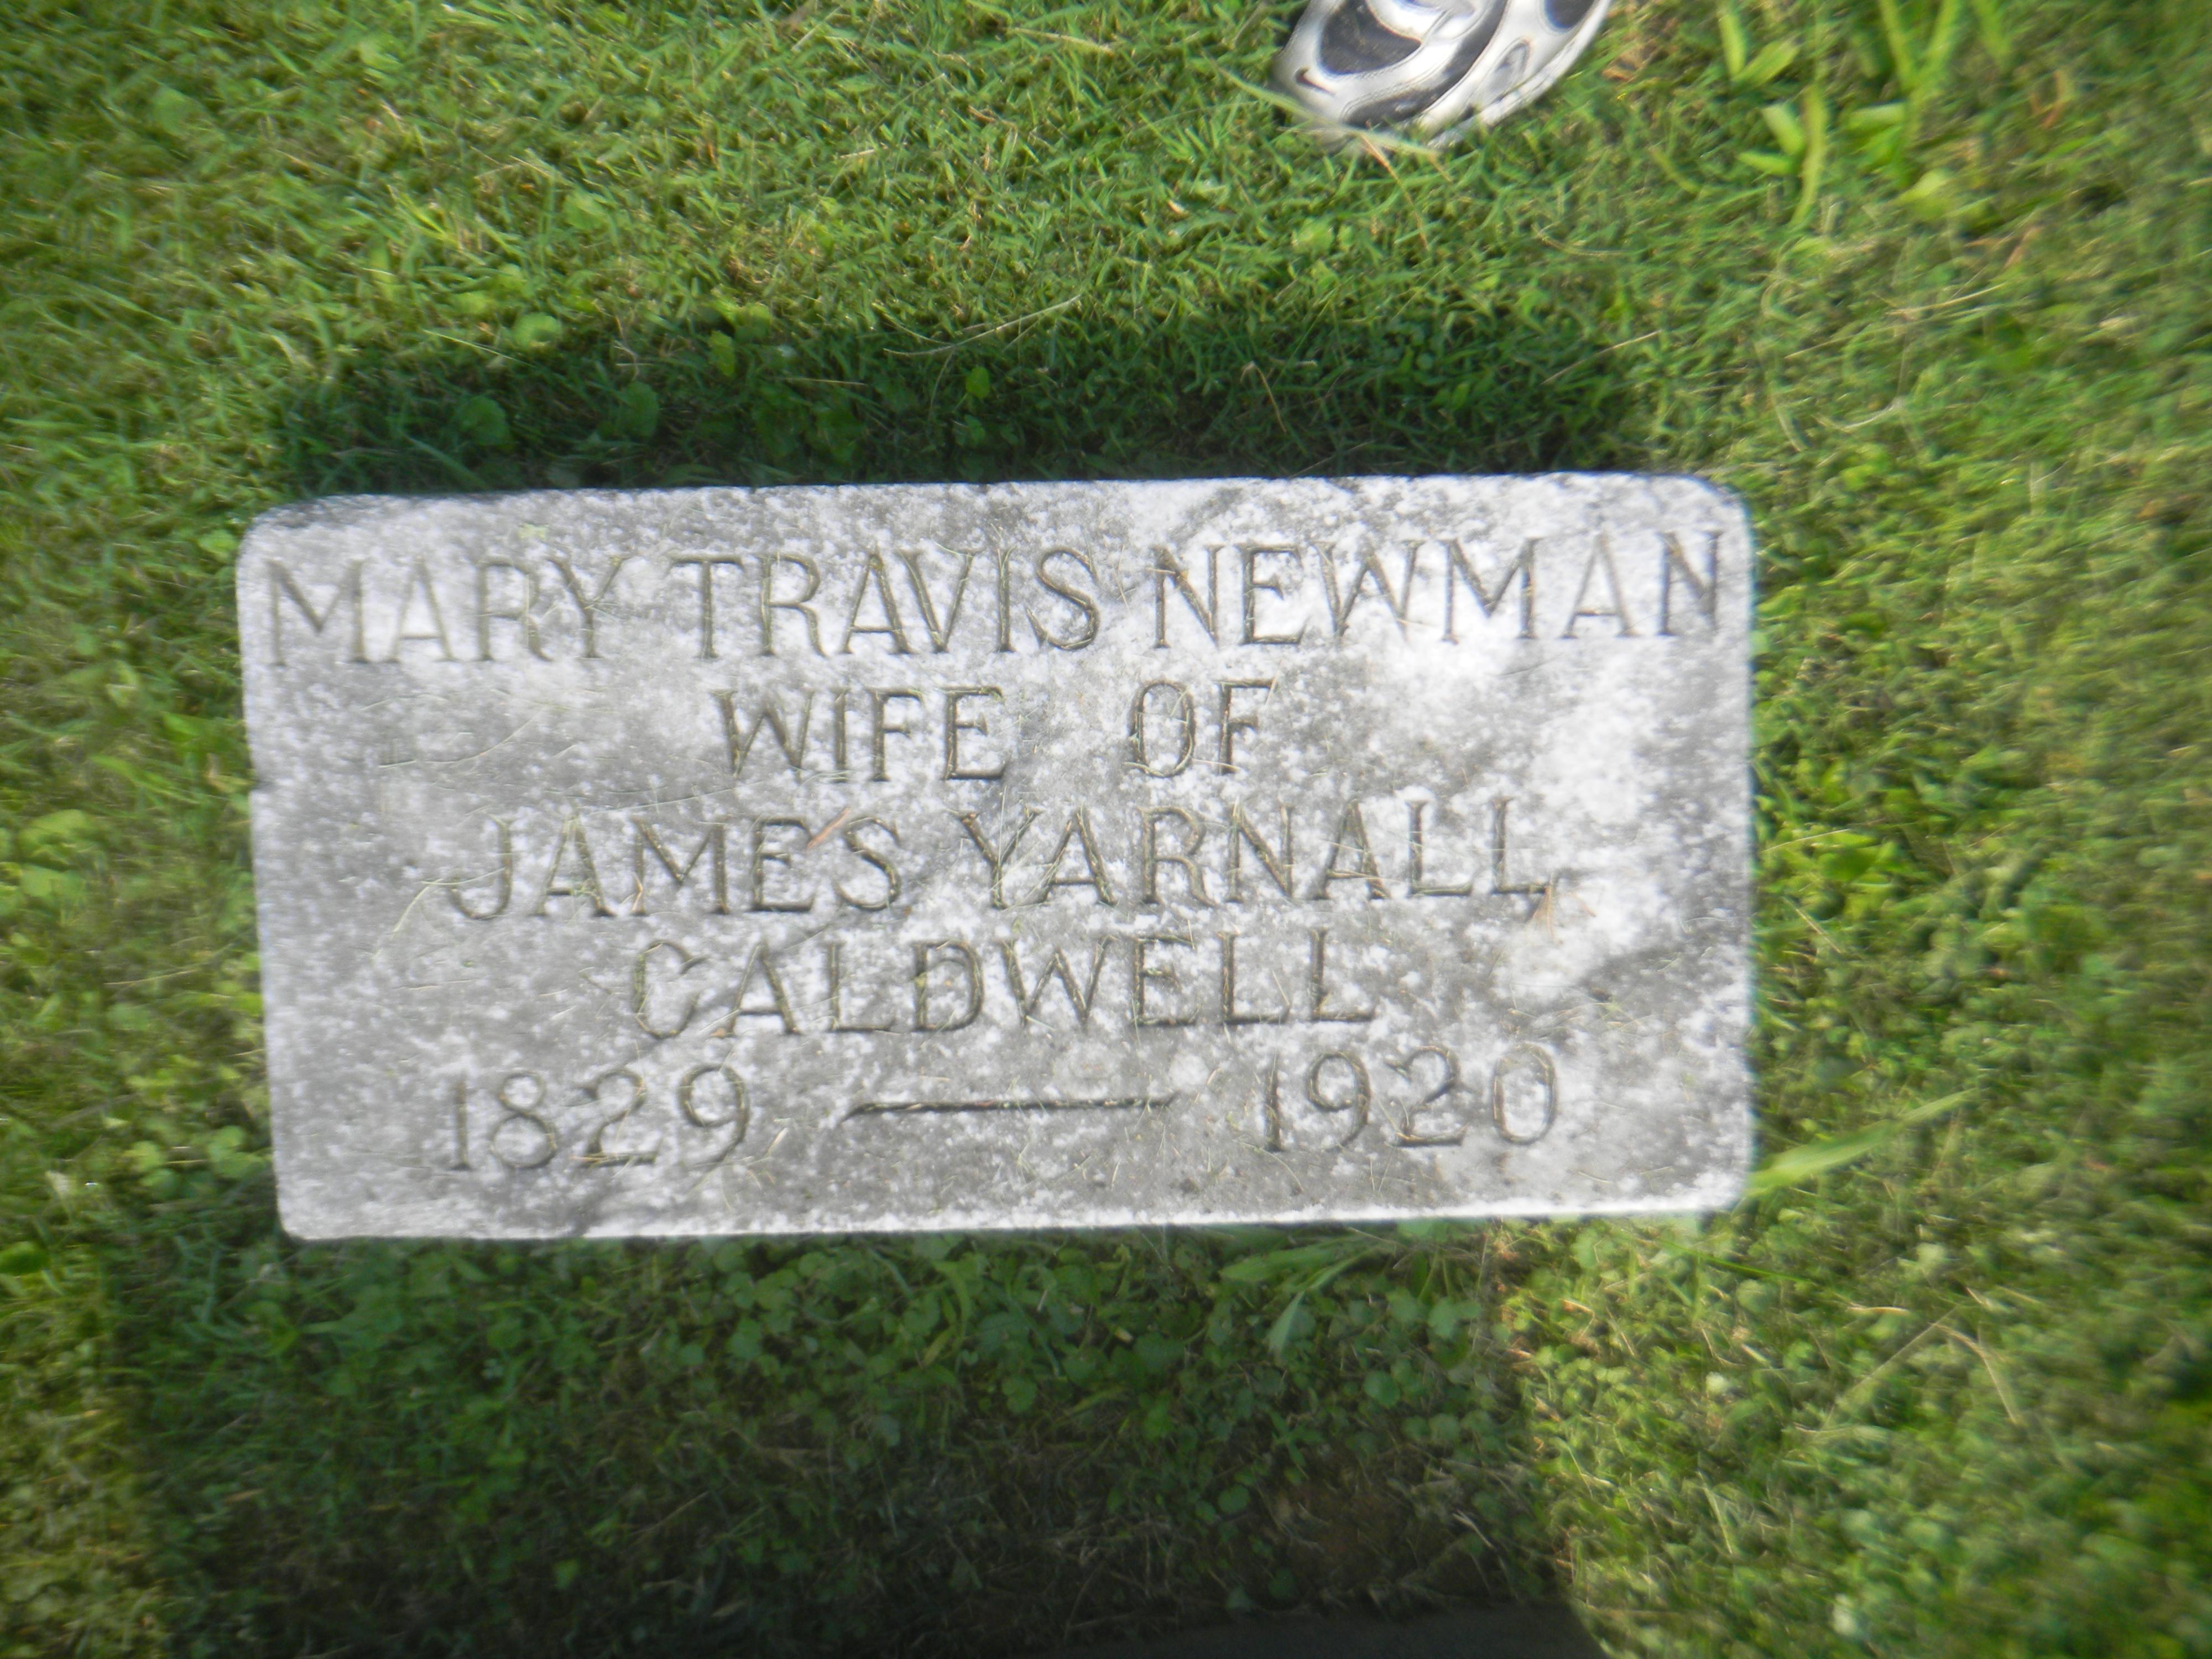 MARY TRAVIS NEWMAN
WIFE OF
JAMES YARNALL
CALDWELL
1829 — 1920